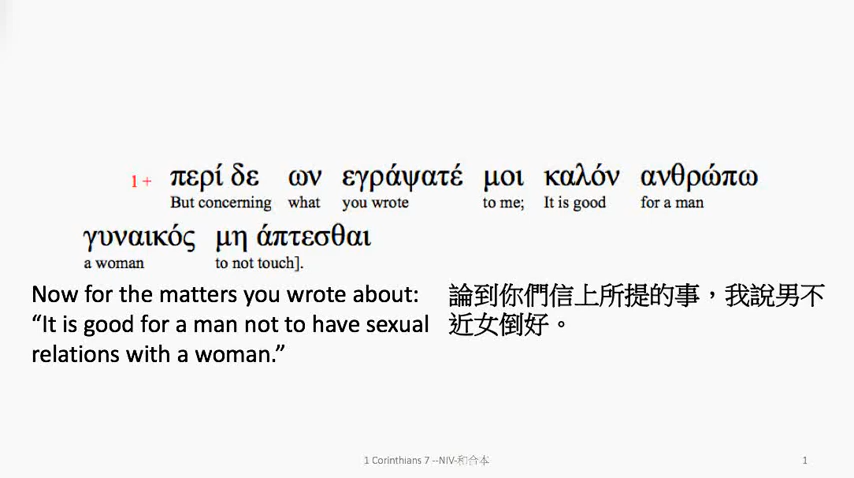 1 + περί δε ων εγράψατέ μοι καλόν ανθρώπω
But concerning what you wrote to me; It is good for a man
γυναικός μη άπτεσθαι
a woman to not touch].
Now for the matters you wrote about:
“It is good for a man not to have sexual
relations with a woman.”
論到你們信上所提的事，我說男不
近女倒好。
1 Corinthians 7 --NIV-和合本 1